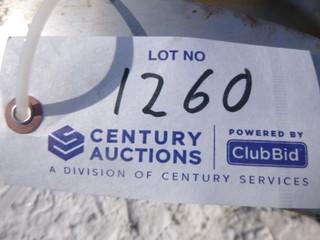 LOT NO
1260
CENTURY AUCTIONS
POWERED BY
ClubBid
A DIVISION OF CENTURY SERVICES